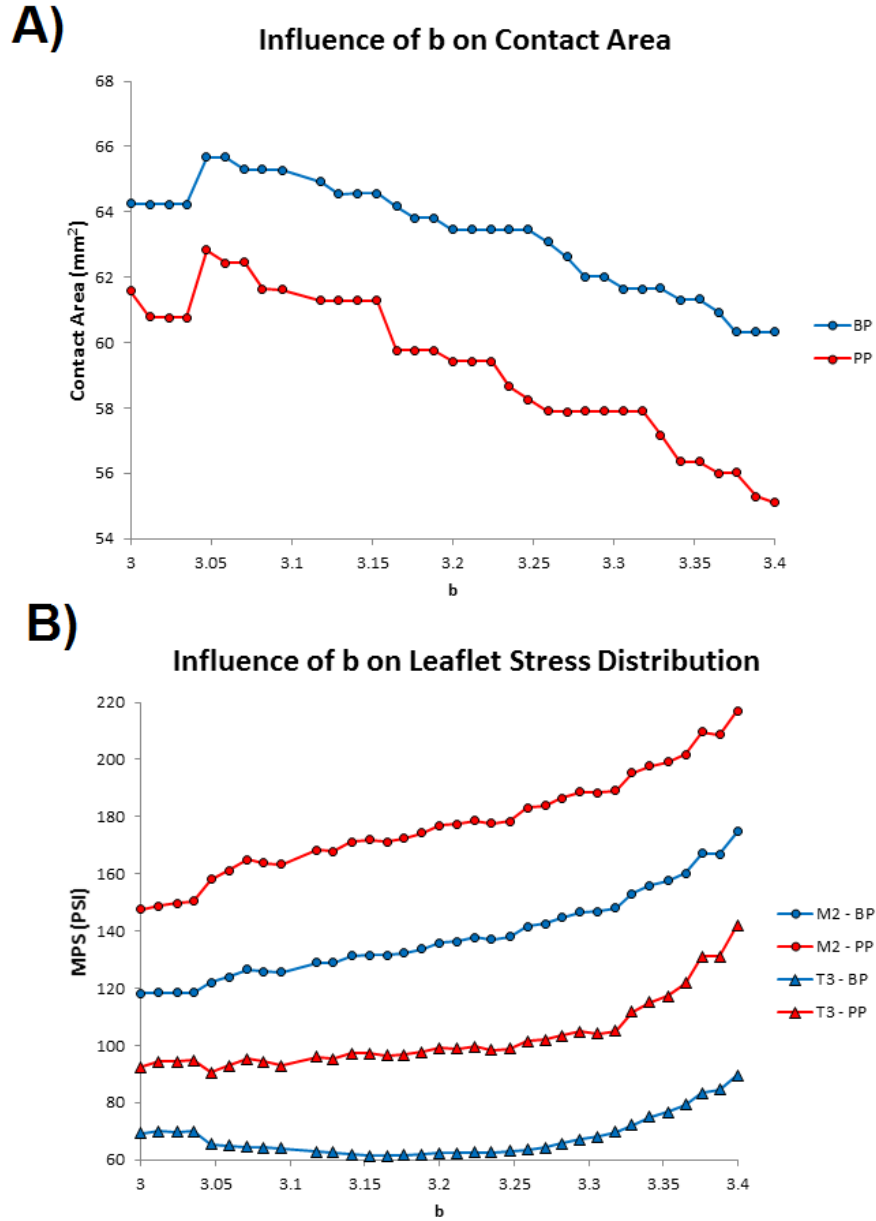 A)
Influence of b on Contact Area
68
66
64
62
60
58
56
54
Contact Area (mm²)
3 3.05 3.1 3.15 3.2 3.25 3.3 3.35 3.4
b
BP
PP
B)
Influence of b on Leaflet Stress Distribution
220
200
180
160
140
120
100
80
60
MPS (PSI)
3 3.05 3.1 3.15 3.2 3.25 3.3 3.35 3.4
b
M2 - BP
M2 - PP
T3 - BP
T3 - PP